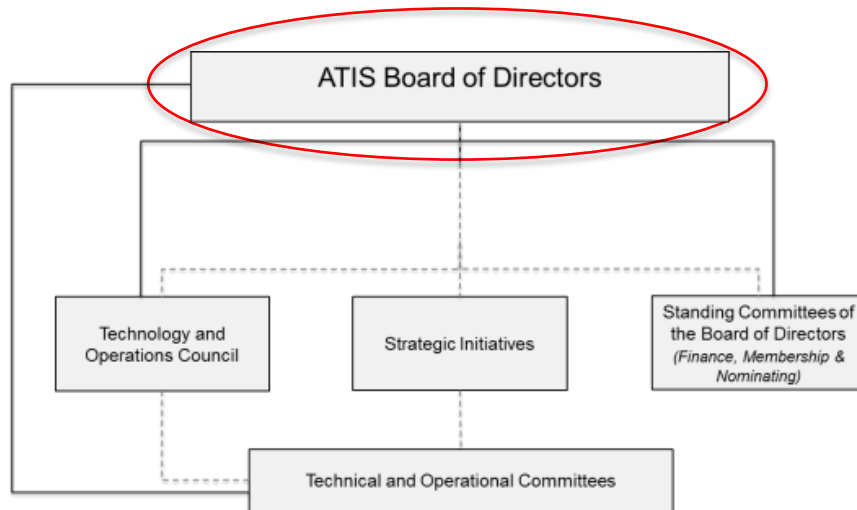 ATIS Board of Directors
Technology and
Operations Council
Strategic Initiatives
Standing Committees of
the Board of Directors
(Finance, Membership &
Nominating)
Technical and Operational Committees